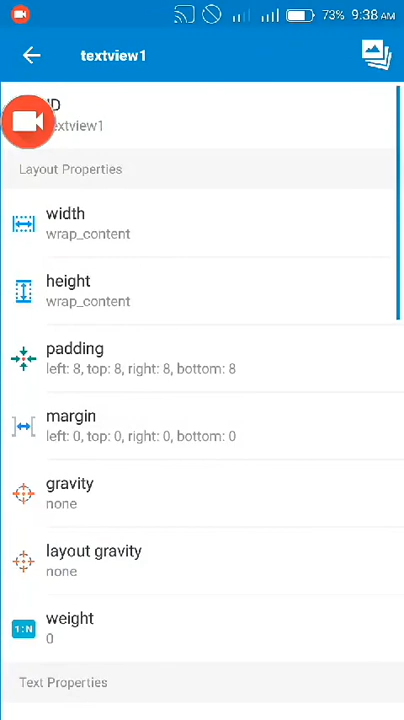 73% 9:38 AM
textview1
ID
textview1
Layout Properties
width
wrap_content
height
wrap_content
padding
left: 8, top: 8, right: 8, bottom: 8
margin
left: 0, top: 0, right: 0, bottom: 0
gravity
none
layout gravity
none
1:N
weight
0
Text Properties